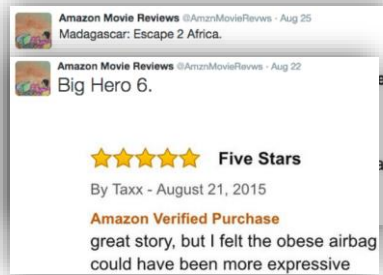 Amazon Movie Reviews @AmznMovieRevws · Aug 25
Madagascar: Escape 2 Africa.
Amazon Movie Reviews @AmznMovieRevws · Aug 22
Big Hero 6.
Five Stars
By Taxx - August 21, 2015
Amazon Verified Purchase
great story, but I felt the obese airbag
could have been more expressive